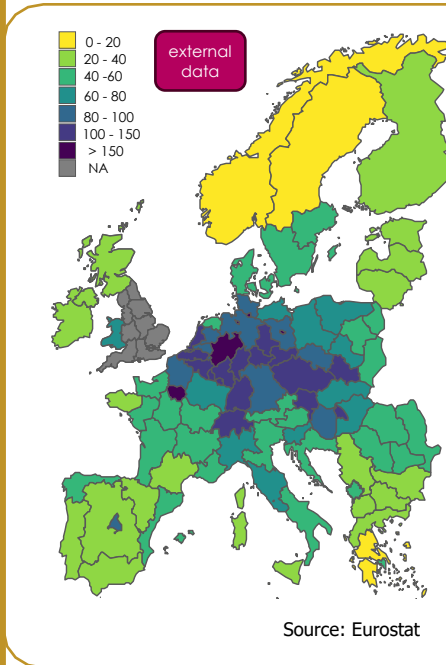 0 - 20
20 - 40
40 - 60
60 - 80
80 - 100
100 - 150
> 150
NA
external
data
Source: Eurostat